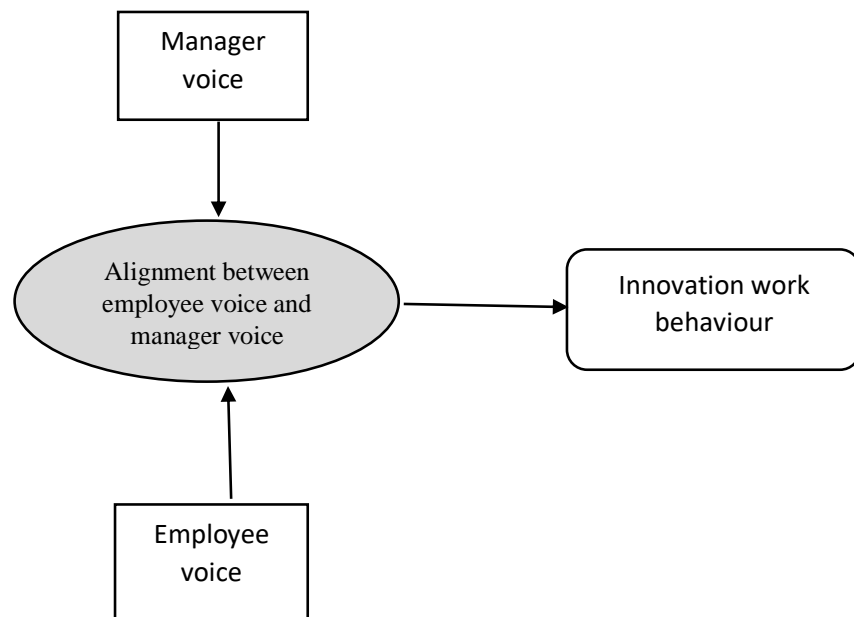 Manager
voice
Alignment between
employee voice and
manager voice
Innovation work
behaviour
Employee
voice